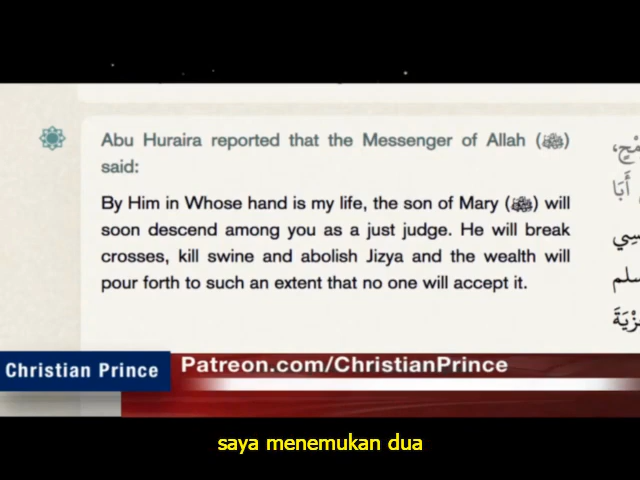 Abu Huraira reported that the Messenger of Allah (ﷺ)
said:
By Him in Whose hand is my life, the son of Mary (ﷺ) will
soon descend among you as a just judge. He will break
crosses, kill swine and abolish Jizya and the wealth will
pour forth to such an extent that no one will accept it.
Christian Prince
Patreon.com/ChristianPrince
saya menemukan dua